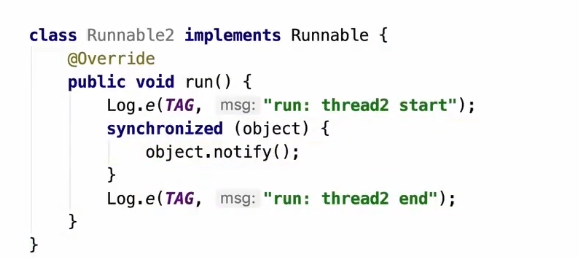 class Runnable2 implements Runnable {
    @Override
    public void run() {
        Log.e(TAG, msg: "run: thread2 start");
        synchronized (object) {
            object.notify();
        }
        Log.e(TAG, msg: "run: thread2 end");
    }
}